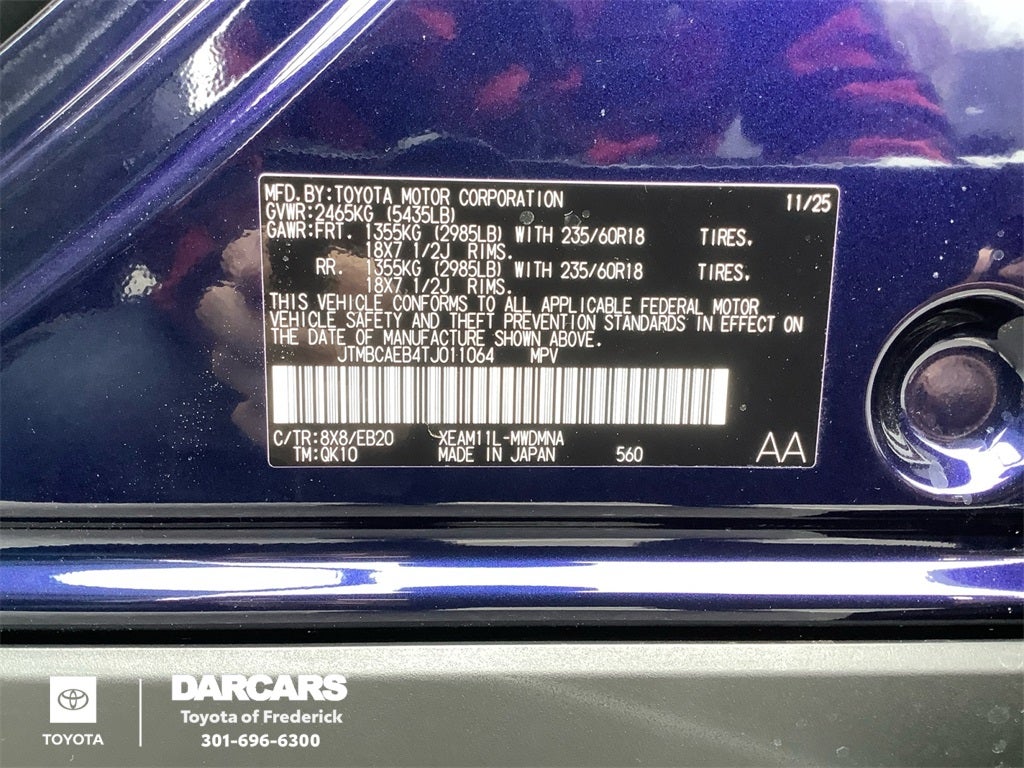 MFD.BY:TOYOTA MOTOR CORPORATION 11/25
GVWR:2465KG (5435LB)
GAWR:FRT. 1355KG (2985LB) WITH 235/60R18 TIRES,
18X7 1/2J RIMS.
RR. 1355KG (2985LB) WITH 235/60R18 TIRES,
18X7 1/2J RIMS.
THIS VEHICLE CONFORMS TO ALL APPLICABLE FEDERAL MOTOR
VEHICLE SAFETY AND THEFT PREVENTION STANDARDS IN EFFECT ON
THE DATE OF MANUFACTURE SHOWN ABOVE.
JTMBCAEB4TJ011064 MPV
C/TR:8X8/EB20 XEAM11L-MWDMNA
TM:QK10 MADE IN JAPAN 560 AA
TOYOTA
DARCARS
Toyota of Frederick
301-696-6300